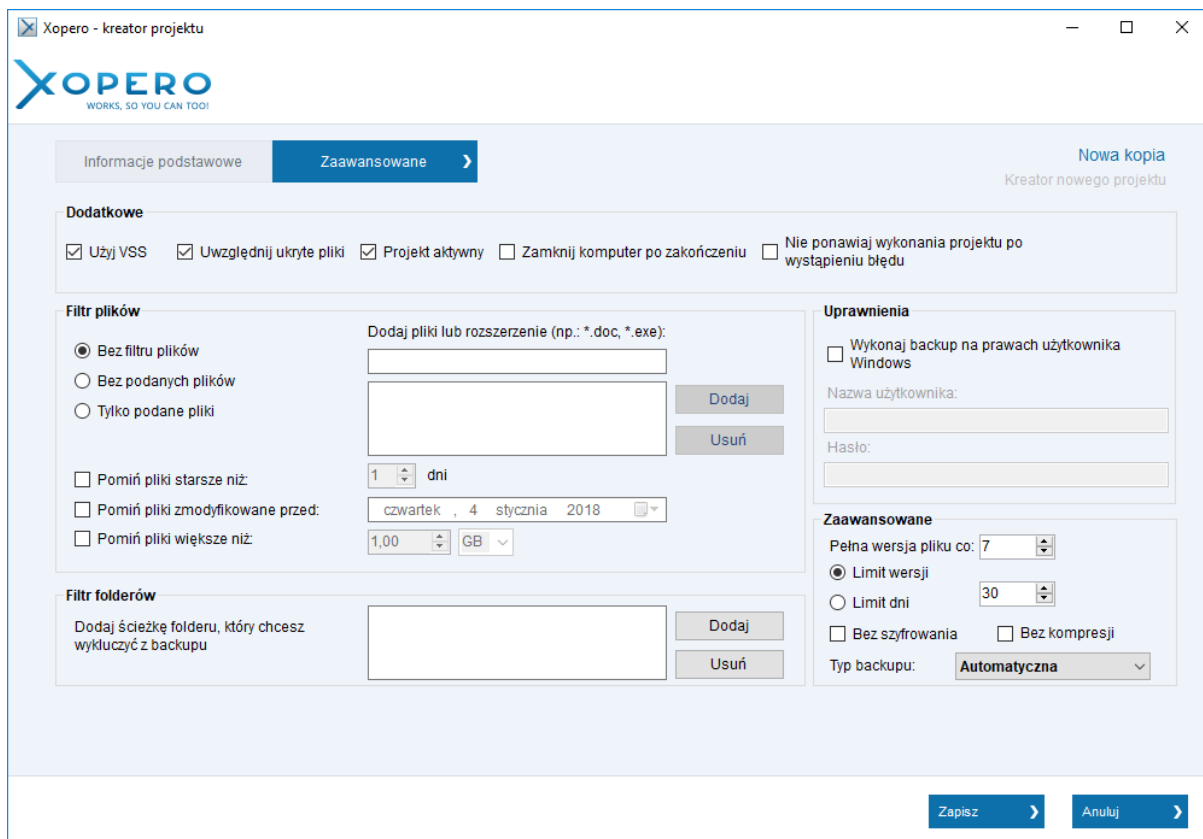 Xopero - kreator projektu
XOPERO
WORKS, SO YOU CAN TOO!
Informacje podstawowe
Zaawansowane
Nowa kopia
Kreator nowego projektu
Dodatkowe
Użyj VSS
Uwzględnij ukryte pliki
Projekt aktywny
Zamknij komputer po zakończeniu
Nie ponawiaj wykonania projektu po
wystąpieniu błędu
Filtr plików
Bez filtru plików
Bez podanych plików
Tylko podane pliki
Dodaj pliki lub rozszerzenie (np.: *.doc, *.exe):
Dodaj
Usuń
Pomiń pliki starsze niż:
1
dni
Pomiń pliki zmodyfikowane przed:
czwartek , 4 stycznia 2018
Pomiń pliki większe niż:
1,00
GB
Filtr folderów
Dodaj ścieżkę folderu, który chcesz
wykluczyć z backupu
Dodaj
Usuń
Uprawnienia
Wykonaj backup na prawach użytkownika
Windows
Nazwa użytkownika:
Hasło:
Zaawansowane
Pełna wersja pliku co:
7
Limit wersji
Limit dni
30
Bez szyfrowania
Bez kompresji
Typ backupu:
Automatyczna
Zapisz
Anuluj